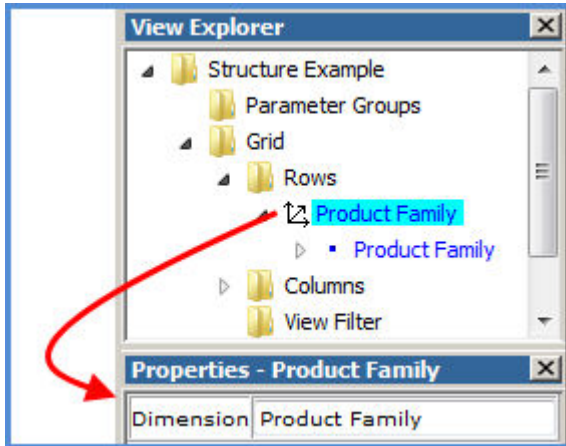 View Explorer
Structure Example
Parameter Groups
Grid
Rows
Product Family
Product Family
Columns
View Filter
Properties - Product Family
Dimension Product Family